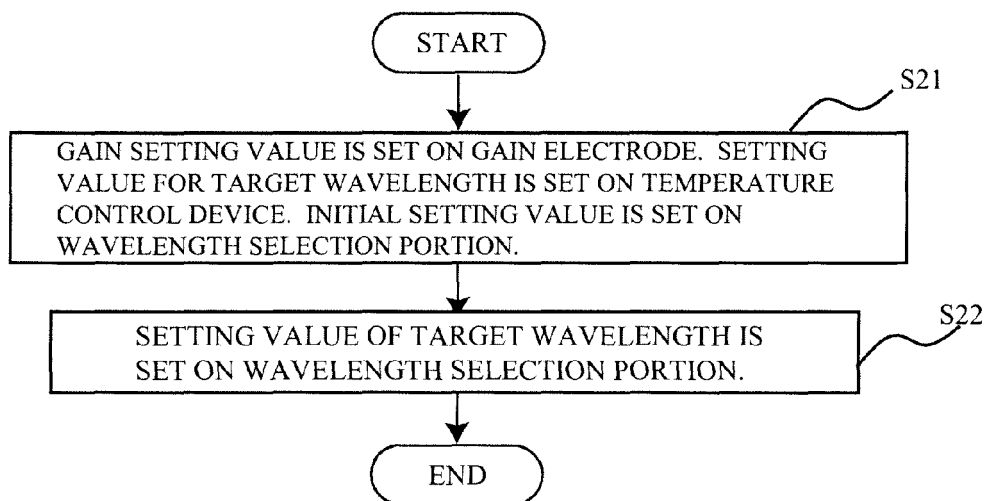 START
S21
GAIN SETTING VALUE IS SET ON GAIN ELECTRODE. SETTING
VALUE FOR TARGET WAVELENGTH IS SET ON TEMPERATURE
CONTROL DEVICE. INITIAL SETTING VALUE IS SET ON
WAVELENGTH SELECTION PORTION.
S22
SETTING VALUE OF TARGET WAVELENGTH IS
SET ON WAVELENGTH SELECTION PORTION.
END